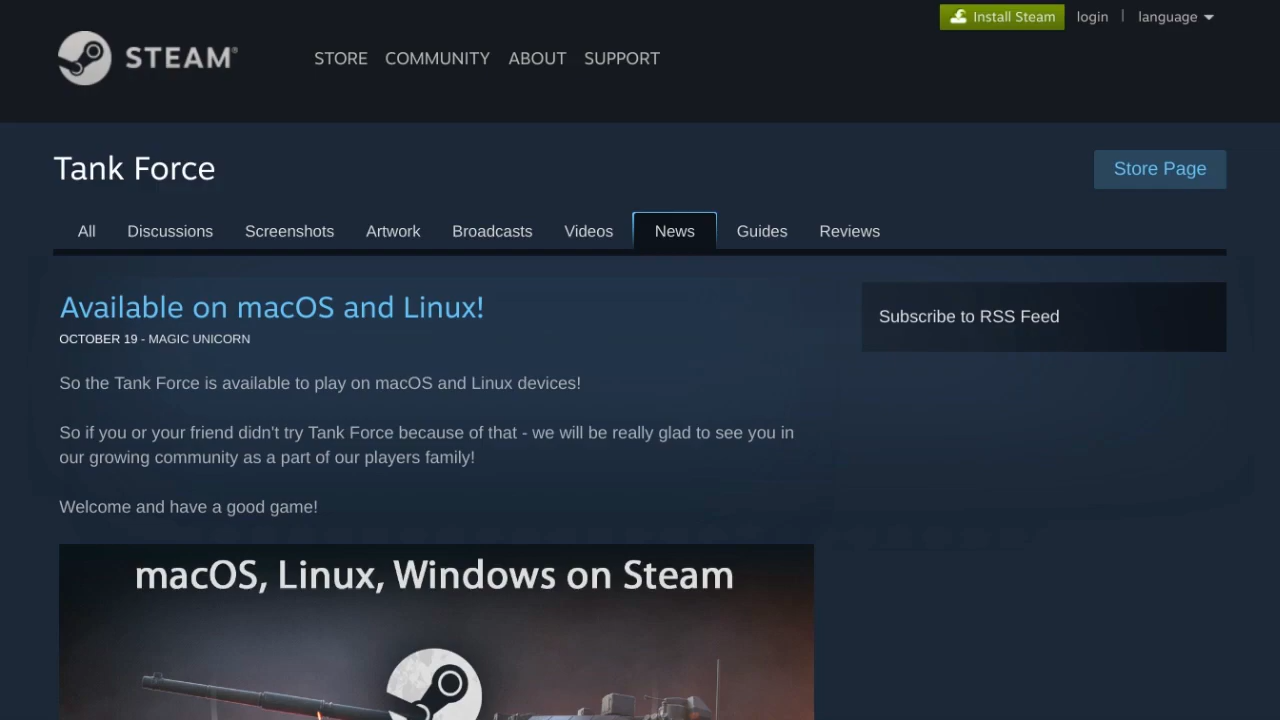 Install Steam login | language
STEAM®
STORE COMMUNITY ABOUT SUPPORT
Tank Force
Store Page
All Discussions Screenshots Artwork Broadcasts Videos News Guides Reviews
Available on macOS and Linux!
OCTOBER 19 - MAGIC UNICORN
So the Tank Force is available to play on macOS and Linux devices!
So if you or your friend didn't try Tank Force because of that - we will be really glad to see you in
our growing community as a part of our players family!
Welcome and have a good game!
macOS, Linux, Windows on Steam
Subscribe to RSS Feed